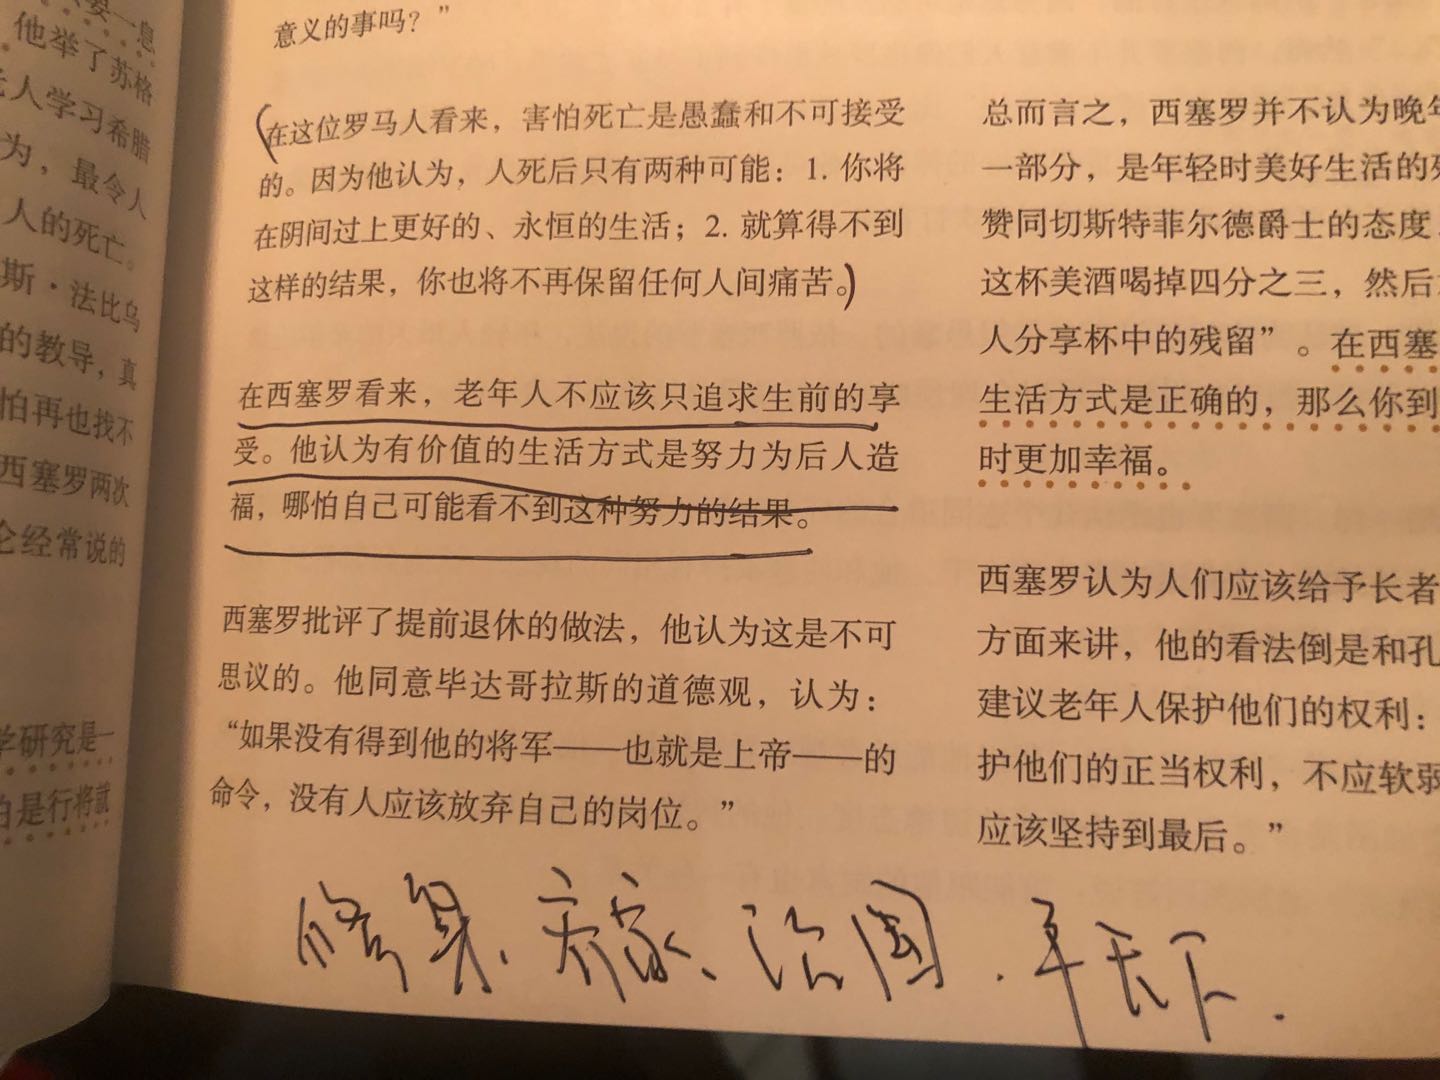 要一息
他举了苏格
老人学习希腊
为，最令人
人的死亡。
斯·法比乌
的教导，真
怕再也找不
西塞罗两次
论经常说的
学研究是一
白是行将就
意义的事吗？”
在这位罗马人看来，害怕死亡是愚蠢和不可接受
的。因为他认为，人死后只有两种可能：1. 你将
在阴间过上更好的、永恒的生活；2. 就算得不到
这样的结果，你也将不再保留任何人间痛苦。
在西塞罗看来，老年人不应该只追求生前的享
受。他认为有价值的生活方式是努力为后人造
福，哪怕自己可能看不到这种努力的结果。
西塞罗批评了提前退休的做法，他认为这是不可
思议的。他同意毕达哥拉斯的道德观，认为：
“如果没有得到他的将军——也就是上帝——的
命令，没有人应该放弃自己的岗位。”
总而言之，西塞罗并不认为晚年
一部分，是年轻时美好生活的残
赞同切斯特菲尔德爵士的态度，
这杯美酒喝掉四分之三，然后
人分享杯中的残留”。在西塞
生活方式是正确的，那么你到
时更加幸福。
西塞罗认为人们应该给予长者
方面来讲，他的看法倒是和孔
建议老年人保护他们的权利：
护他们的正当权利，不应软弱
应该坚持到最后。”
修身、齐家、治国、平天下.